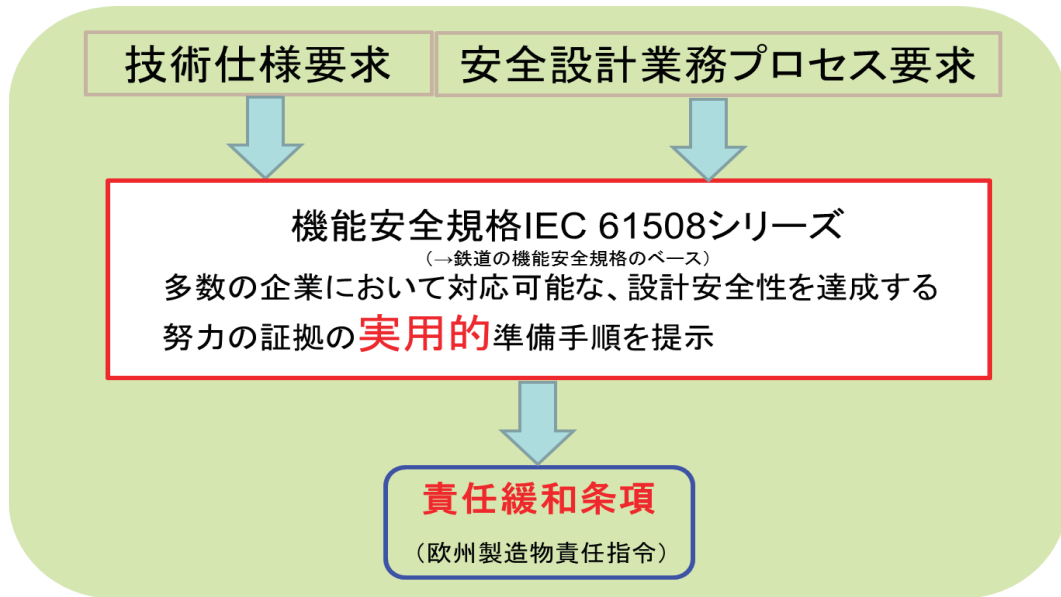 技術仕様要求
安全設計業務プロセス要求
機能安全規格IEC 61508シリーズ
（→鉄道の機能安全規格のベース）
多数の企業において対応可能な、設計安全性を達成する
努力の証拠の実用的準備手順を提示
責任緩和条項
（欧州製造物責任指令）